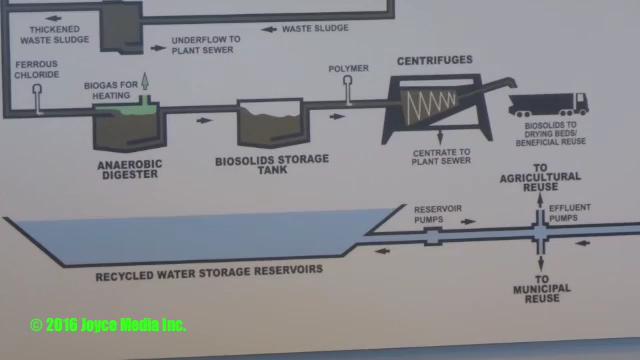 THICKENED
WASTE SLUDGE
WASTE SLUDGE
UNDERFLOW TO
PLANT SEWER
FERROUS
CHLORIDE
BIOGAS FOR
HEATING
POLYMER
CENTRIFUGES
ANAEROBIC
DIGESTER
BIOSOLIDS STORAGE
TANK
CENTRATE TO
PLANT SEWER
BIOSOLIDS TO
DRYING BEDS/
BENEFICIAL REUSE
TO
AGRICULTURAL
REUSE
RESERVOIR
PUMPS
EFFLUENT
PUMPS
RECYCLED WATER STORAGE RESERVOIRS
TO
MUNICIPAL
REUSE
© 2016 Joyce Media Inc.